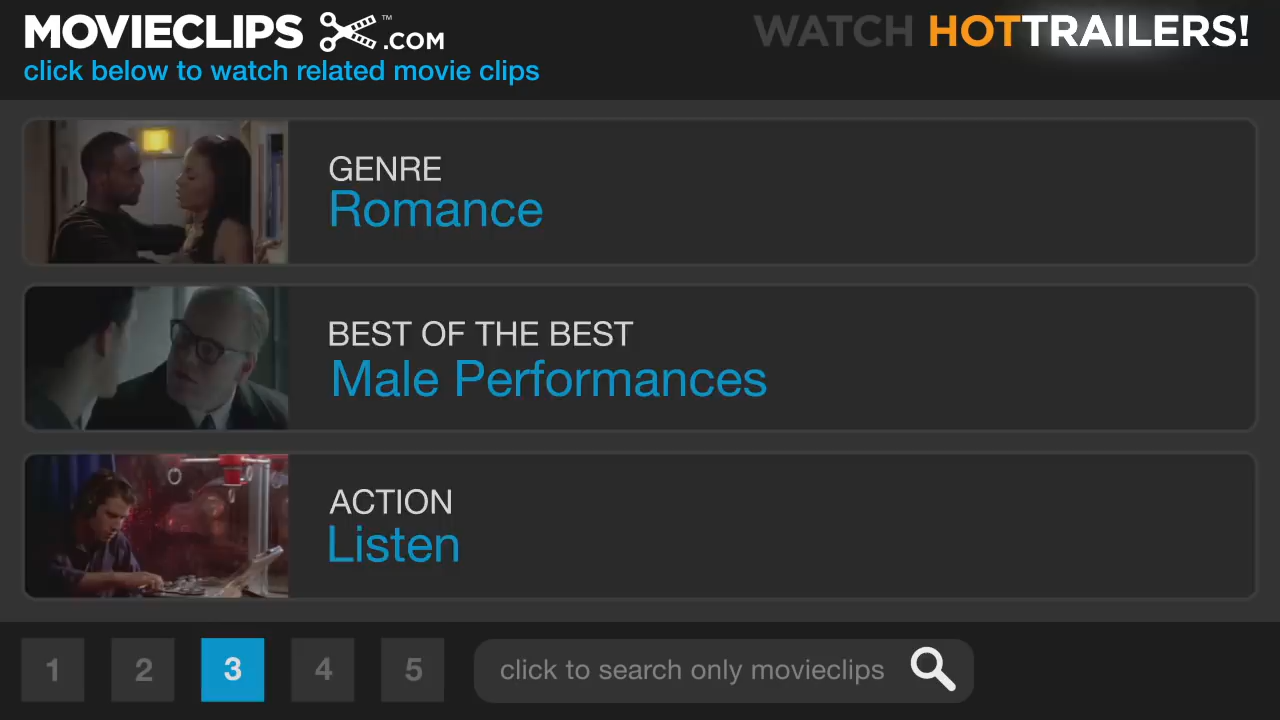 MOVIECLIPS ™ .COM
WATCH HOTTRAILERS!
click below to watch related movie clips
GENRE
Romance
BEST OF THE BEST
Male Performances
ACTION
Listen
1 2 3 4 5
click to search only movieclips